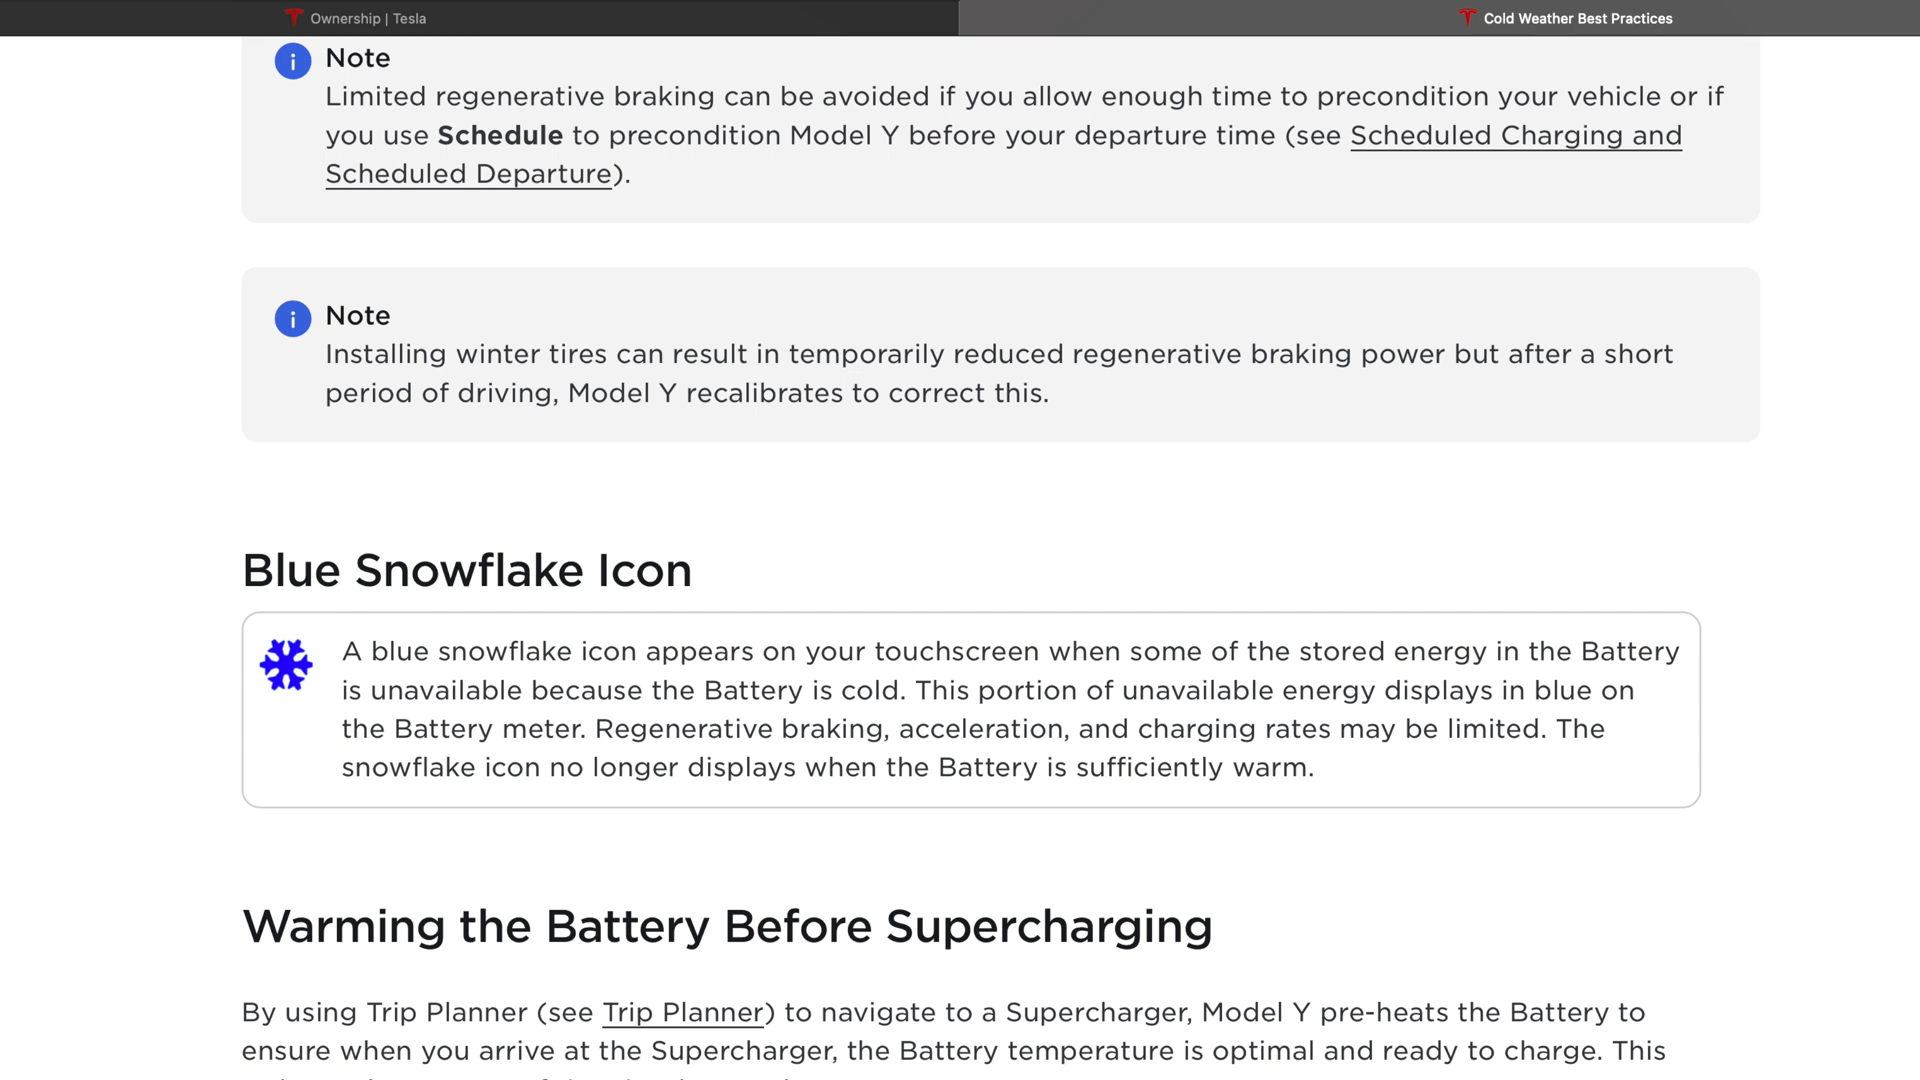 Ownership | Tesla
Cold Weather Best Practices
Note
Limited regenerative braking can be avoided if you allow enough time to precondition your vehicle or if
you use Schedule to precondition Model Y before your departure time (see Scheduled Charging and
Scheduled Departure).
Note
Installing winter tires can result in temporarily reduced regenerative braking power but after a short
period of driving, Model Y recalibrates to correct this.
Blue Snowflake Icon
A blue snowflake icon appears on your touchscreen when some of the stored energy in the Battery
is unavailable because the Battery is cold. This portion of unavailable energy displays in blue on
the Battery meter. Regenerative braking, acceleration, and charging rates may be limited. The
snowflake icon no longer displays when the Battery is sufficiently warm.
Warming the Battery Before Supercharging
By using Trip Planner (see Trip Planner) to navigate to a Supercharger, Model Y pre-heats the Battery to
ensure when you arrive at the Supercharger, the Battery temperature is optimal and ready to charge. This